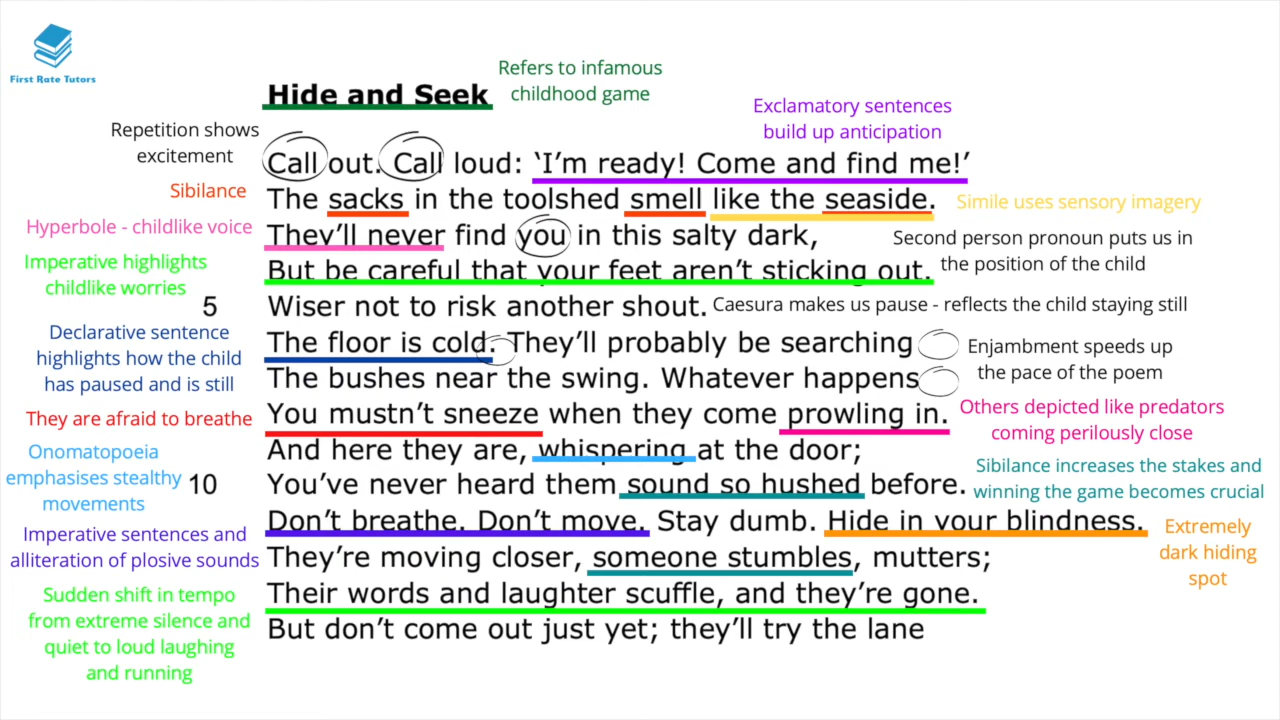 First Rate Tutors
Hide and Seek
Refers to infamous
childhood game
Repetition shows
excitement
Exclamatory sentences
build up anticipation
Call out. Call loud: ‘I’m ready! Come and find me!’
Sibilance
The sacks in the toolshed smell like the seaside.
Simile uses sensory imagery
Hyperbole - childlike voice
They’ll never find you in this salty dark,
Second person pronoun puts us in
the position of the child
Imperative highlights
childlike worries
But be careful that your feet aren’t sticking out.
5
Wiser not to risk another shout.
Caesura makes us pause - reflects the child staying still
Declarative sentence
highlights how the child
has paused and is still
The floor is cold. They’ll probably be searching
Enjambment speeds up
the pace of the poem
The bushes near the swing. Whatever happens
They are afraid to breathe
You mustn’t sneeze when they come prowling in.
Others depicted like predators
coming perilously close
Onomatopoeia
emphasises stealthy
movements
And here they are, whispering at the door;
10
You’ve never heard them sound so hushed before.
Sibilance increases the stakes and
winning the game becomes crucial
Imperative sentences and
alliteration of plosive sounds
Don’t breathe. Don’t move. Stay dumb. Hide in your blindness.
Extremely
dark hiding
spot
They’re moving closer, someone stumbles, mutters;
Sudden shift in tempo
from extreme silence and
quiet to loud laughing
and running
Their words and laughter scuffle, and they’re gone.
But don’t come out just yet; they’ll try the lane